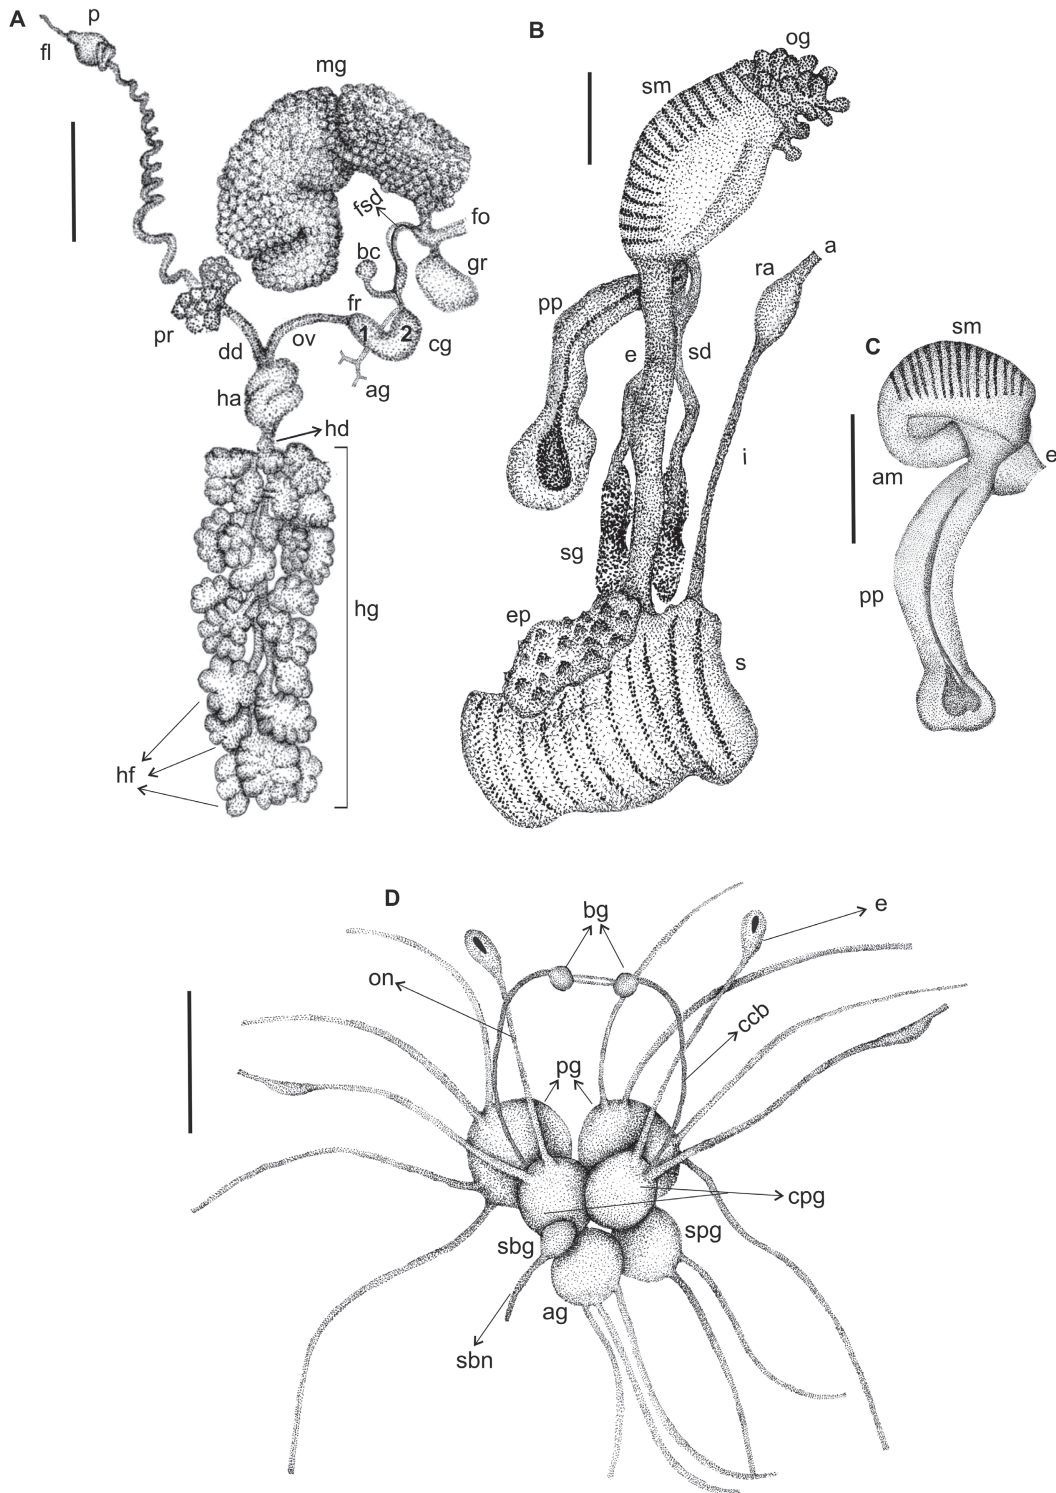 A
p
fl
mg
fsd
fo
bc
gr
fr
1
2
pr
dd
ov
cg
ag
ha
hd
hg
hf
B
og
sm
a
ra
pp
e
sd
i
sg
ep
s
C
sm
e
am
pp
D
bg
e
on
ccb
pg
cpg
spg
sbg
ag
sbn